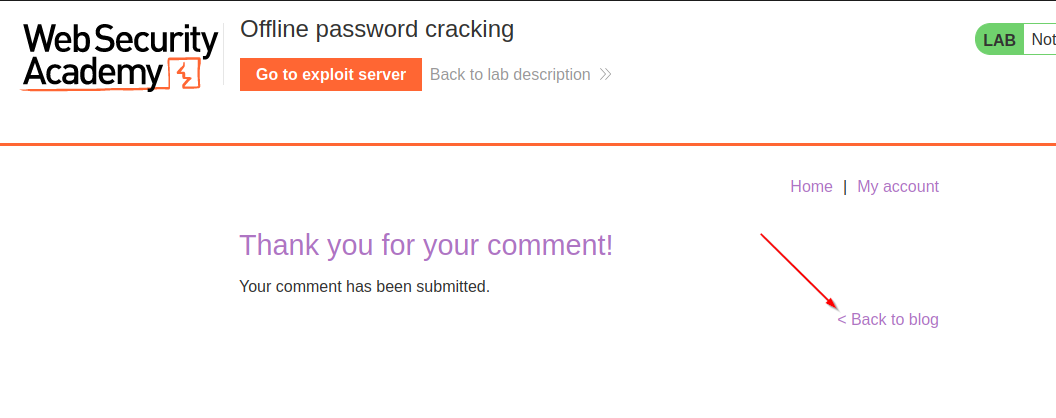 Web Security
Academy
Offline password cracking
Go to exploit server
Back to lab description
LAB
Not
Home | My account
Thank you for your comment!
Your comment has been submitted.
< Back to blog